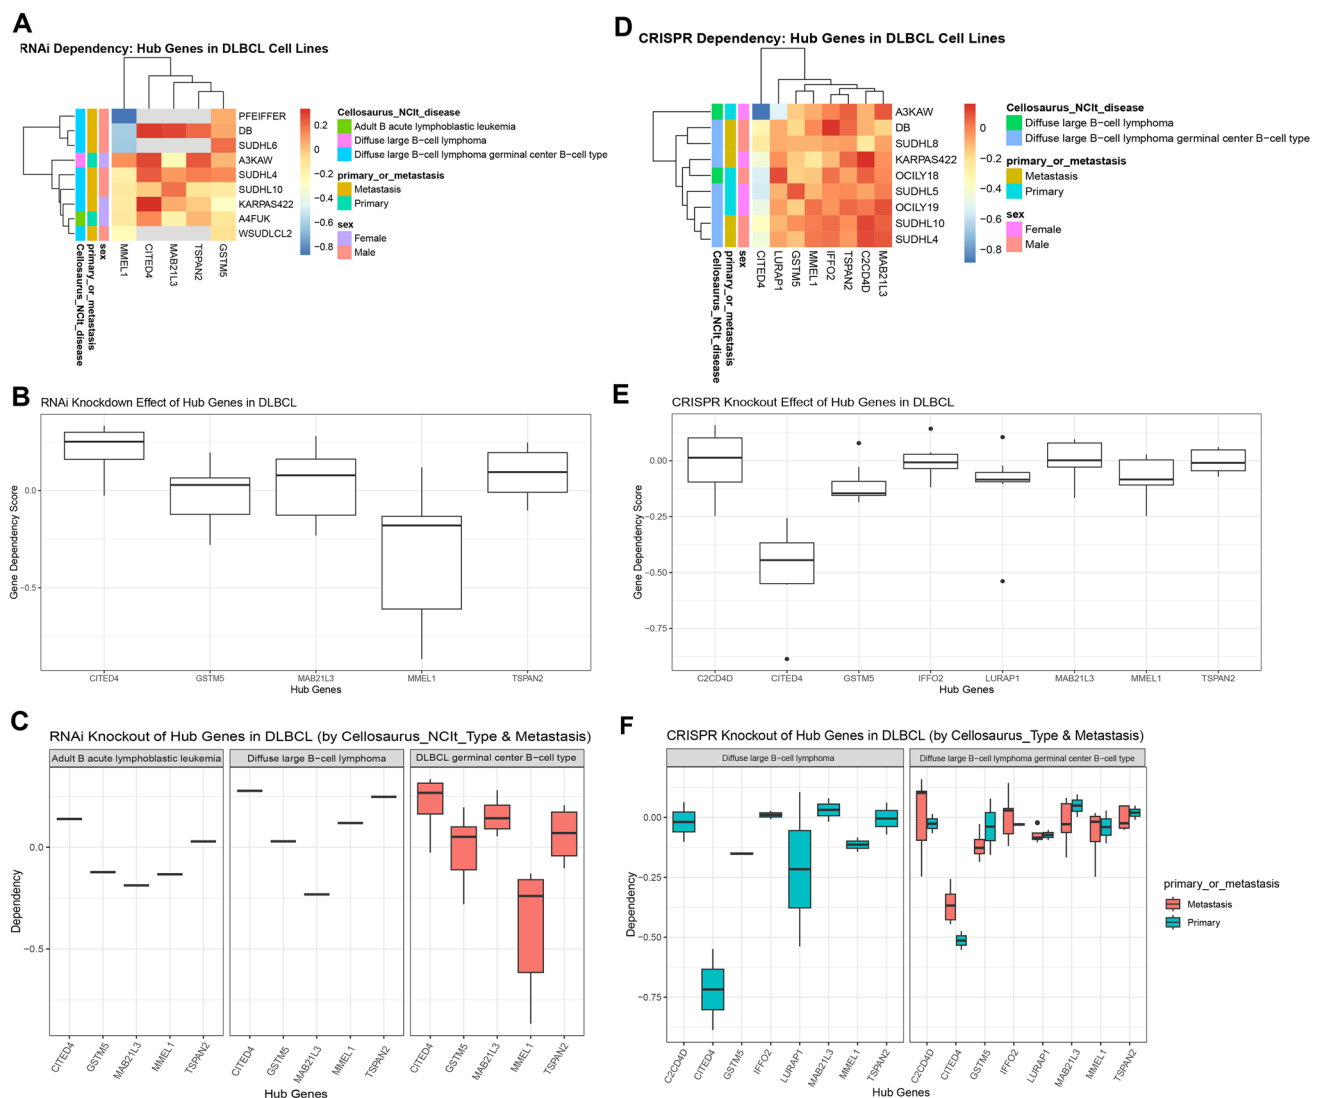 A
RNAi Dependency: Hub Genes in DLBCL Cell Lines
PFEIFFER
DB
SUDHL6
A3KAW
SUDHL4
SUDHL10
KARPAS422
A4FUK
WSUDLCL2
MMEL1
CITED4
MAB21L3
TSPAN2
GSTM5
Cellosaurus_NCIt_disease
primary_or_metastasis
sex
0.2
0
−0.2
−0.4
−0.6
−0.8
Cellosaurus_NCIt_disease
Adult B acute lymphoblastic leukemia
Diffuse large B−cell lymphoma
Diffuse large B−cell lymphoma germinal center B−cell type
primary_or_metastasis
Metastasis
Primary
sex
Female
Male
D
CRISPR Dependency: Hub Genes in DLBCL Cell Lines
A3KAW
DB
SUDHL8
KARPAS422
OCILY18
SUDHL5
OCILY19
SUDHL10
SUDHL4
CITED4
LURAP1
GSTM5
MMEL1
IFFO2
TSPAN2
C2CD4D
MAB21L3
Cellosaurus_NCIt_disease
primary_or_metastasis
sex
0
−0.2
−0.4
−0.6
−0.8
Cellosaurus_NCIt_disease
Diffuse large B−cell lymphoma
Diffuse large B−cell lymphoma germinal center B−cell type
primary_or_metastasis
Metastasis
Primary
sex
Female
Male
B
RNAi Knockdown Effect of Hub Genes in DLBCL
Gene Dependency Score
0.0
−0.5
CITED4
GSTM5
MAB21L3
MMEL1
TSPAN2
Hub Genes
E
CRISPR Knockout Effect of Hub Genes in DLBCL
Gene Dependency Score
0.00
−0.25
−0.50
−0.75
C2CD4D
CITED4
GSTM5
IFFO2
LURAP1
MAB21L3
MMEL1
TSPAN2
Hub Genes
C
RNAi Knockout of Hub Genes in DLBCL (by Cellosaurus_NCIt_Type & Metastasis)
Adult B acute lymphoblastic leukemia
Diffuse large B−cell lymphoma
DLBCL germinal center B−cell type
Dependency
0.0
−0.5
CITED4
GSTM5
MAB21L3
MMEL1
TSPAN2
CITED4
GSTM5
MAB21L3
MMEL1
TSPAN2
CITED4
GSTM5
MAB21L3
MMEL1
TSPAN2
Hub Genes
F
CRISPR Knockout of Hub Genes in DLBCL (by Cellosaurus_Type & Metastasis)
Diffuse large B−cell lymphoma
Diffuse large B−cell lymphoma germinal center B−cell type
Dependency
0.00
−0.25
−0.50
−0.75
C2CD4D
CITED4
GSTM5
IFFO2
LURAP1
MAB21L3
MMEL1
TSPAN2
C2CD4D
CITED4
GSTM5
IFFO2
LURAP1
MAB21L3
MMEL1
TSPAN2
Hub Genes
primary_or_metastasis
Metastasis
Primary